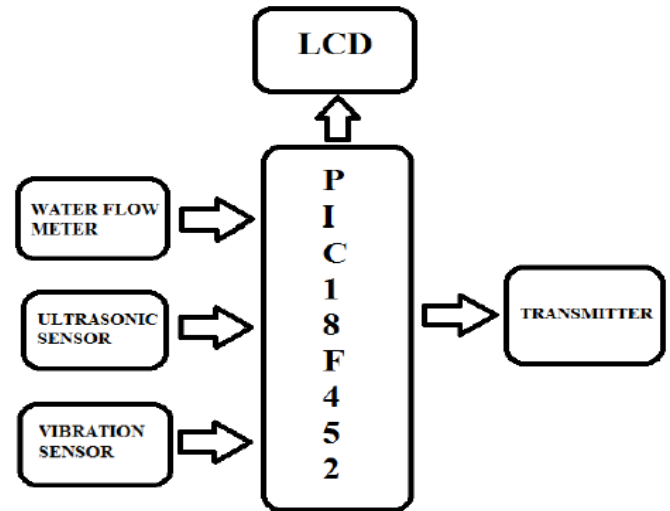 LCD
WATER FLOW
METER
ULTRASONIC
SENSOR
VIBRATION
SENSOR
P
I
C
1
8
F
4
5
2
TRANSMITTER